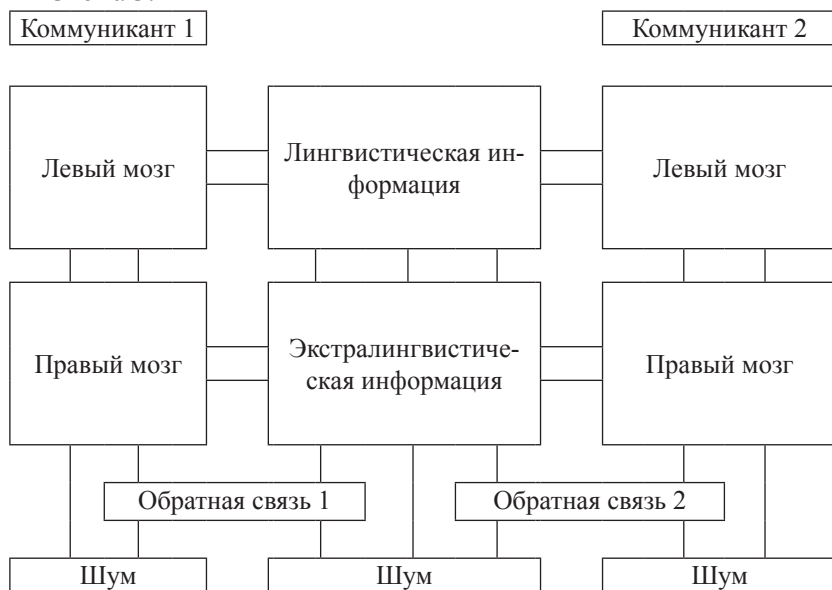 Коммуникант 1
Коммуникант 2
Левый мозг
Лингвистическая ин-
формация
Левый мозг
Правый мозг
Экстралингвистиче-
ская информация
Правый мозг
Обратная связь 1
Обратная связь 2
Шум
Шум
Шум